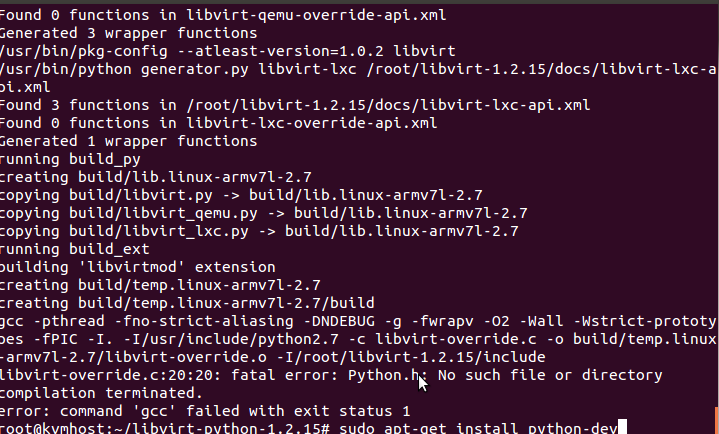 Found 0 functions in libvirt-qemu-override-api.xml
Generated 3 wrapper functions
/usr/bin/pkg-config --atleast-version=1.0.2 libvirt
/usr/bin/python generator.py libvirt-lxc /root/libvirt-1.2.15/docs/libvirt-lxc-a
pi.xml
Found 3 functions in /root/libvirt-1.2.15/docs/libvirt-lxc-api.xml
Found 0 functions in libvirt-lxc-override-api.xml
Generated 1 wrapper functions
running build_py
creating build/lib.linux-armv7l-2.7
copying build/libvirt.py -> build/lib.linux-armv7l-2.7
copying build/libvirt_qemu.py -> build/lib.linux-armv7l-2.7
copying build/libvirt_lxc.py -> build/lib.linux-armv7l-2.7
running build_ext
building 'libvirtmod' extension
creating build/temp.linux-armv7l-2.7
creating build/temp.linux-armv7l-2.7/build
gcc -pthread -fno-strict-aliasing -DNDEBUG -g -fwrapv -O2 -Wall -Wstrict-prototy
pes -fPIC -I. -I/usr/include/python2.7 -c libvirt-override.c -o build/temp.linux
-armv7l-2.7/libvirt-override.o -I/root/libvirt-1.2.15/include
libvirt-override.c:20:20: fatal error: Python.h: No such file or directory
compilation terminated.
error: command 'gcc' failed with exit status 1
root@kvmhost:~/libvirt-python-1.2.15# sudo apt-get install python-dev